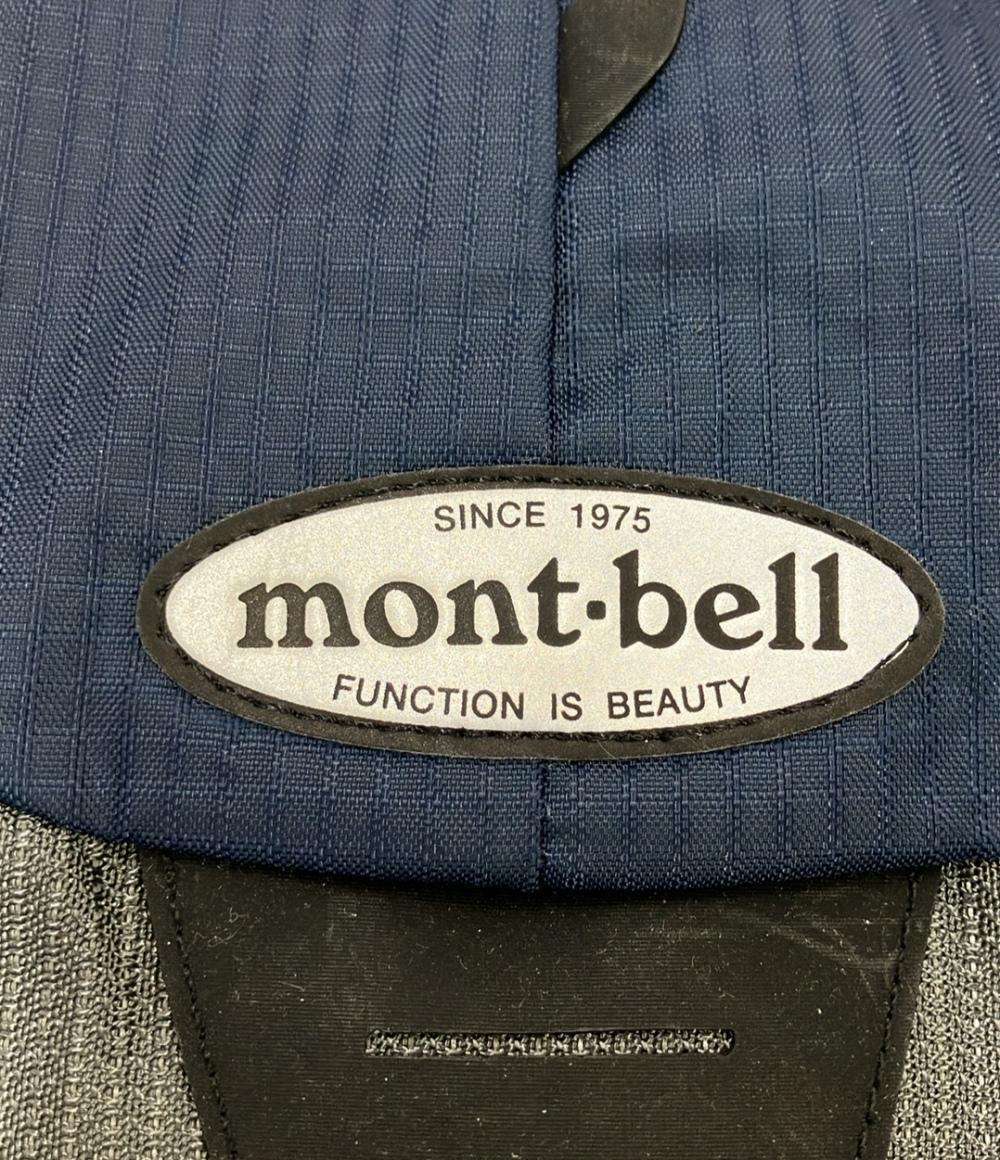 SINCE 1975
mont·bell
FUNCTION IS BEAUTY